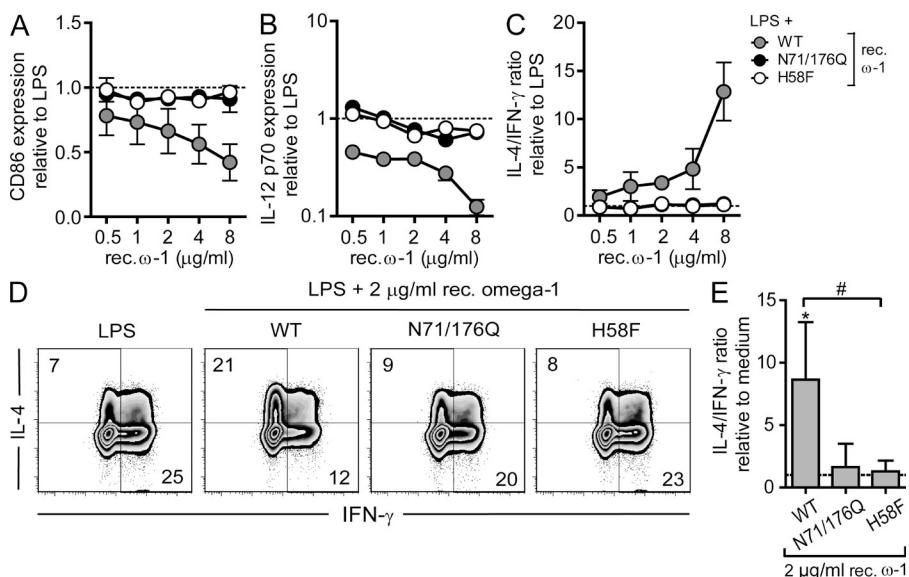 A
CD86 expression
relative to LPS
1.5
1.0
0.5
0.0
0.5 1 2 4 8
rec.ω-1 (μg/ml)
B
IL-12 p70 expression
relative to LPS
10
1
0.1
0.5 1 2 4 8
rec.ω-1 (μg/ml)
C
IL-4/IFN-γ ratio
relative to LPS
20
15
10
5
0
0.5 1 2 4 8
rec.ω-1 (μg/ml)
LPS +
WT
N71/176Q
H58F
rec.
ω-1
D
LPS + 2 μg/ml rec. omega-1
LPS WT N71/176Q H58F
IL-4
7 21 9 8
25 12 20 23
IFN-γ
E
IL-4/IFN-γ ratio
relative to medium
15
10
5
0
#
*
WT
N71/176Q
H58F
2 μg/ml rec. ω-1